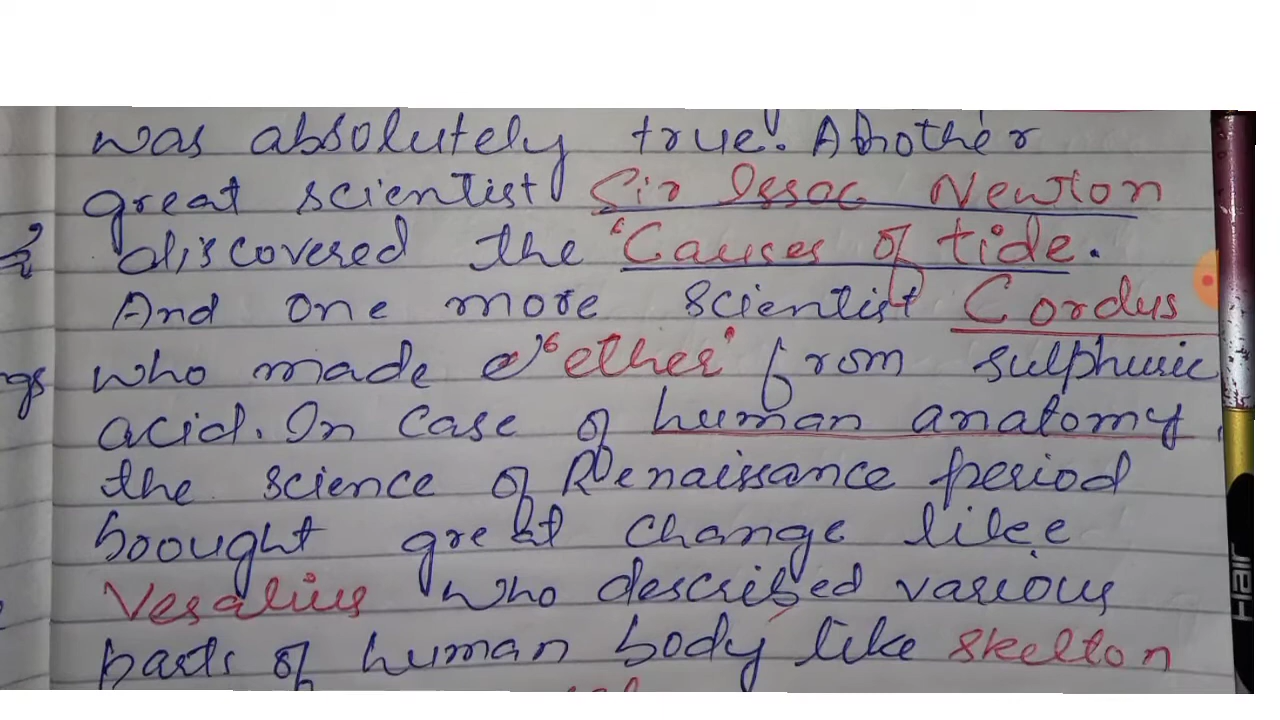 was absolutely true. Another
great scientist Sir Issac Newton
discovered the "Causes of tide.
And one more scientist Cordus
who made 'ether' from sulphuric
acid. In case of human anatomy,
the science of Renaissance period
boought great change like
Vesalius who described various
parts of human body like skelton
Hair